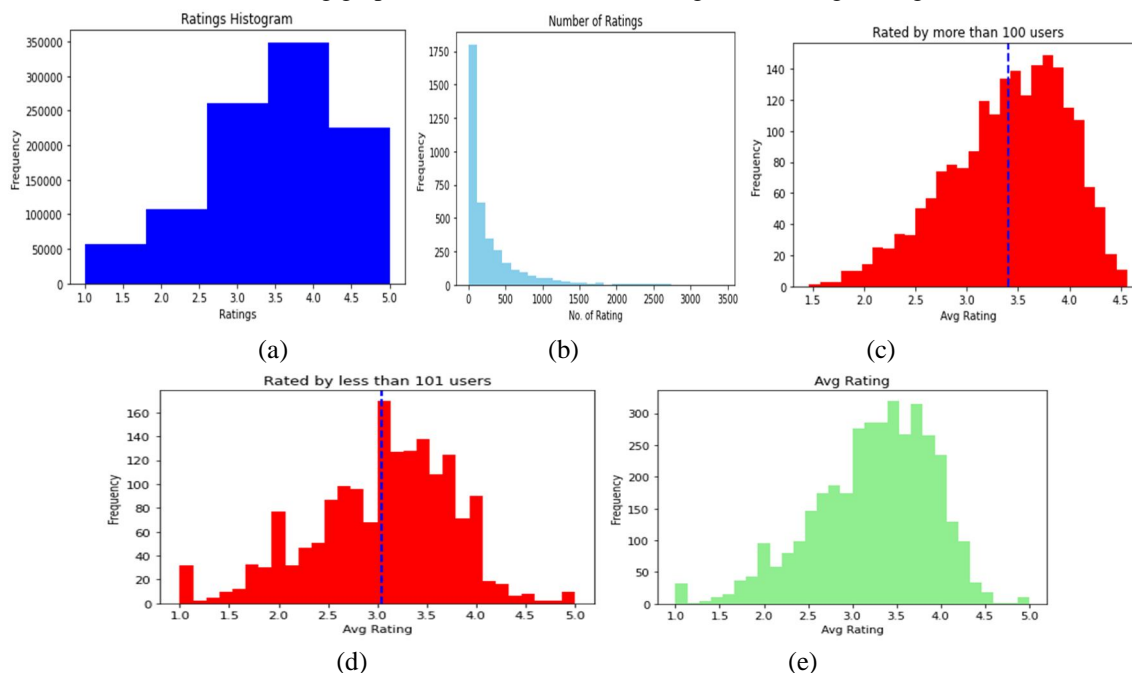 Ratings Histogram
350000
300000
250000
200000
150000
100000
50000
0
Frequency
1.0 1.5 2.0 2.5 3.0 3.5 4.0 4.5 5.0
Ratings
(a)
Number of Ratings
1750
1500
1250
1000
750
500
250
0
Frequency
0 500 1000 1500 2000 2500 3000 3500
No. of Rating
(b)
Rated by more than 100 users
140
120
100
80
60
40
20
0
Frequency
1.5 2.0 2.5 3.0 3.5 4.0 4.5
Avg Rating
(c)
Rated by less than 101 users
160
140
120
100
80
60
40
20
0
Frequency
1.0 1.5 2.0 2.5 3.0 3.5 4.0 4.5 5.0
Avg Rating
(d)
Avg Rating
300
250
200
150
100
50
0
Frequency
1.0 1.5 2.0 2.5 3.0 3.5 4.0 4.5 5.0
Avg Rating
(e)